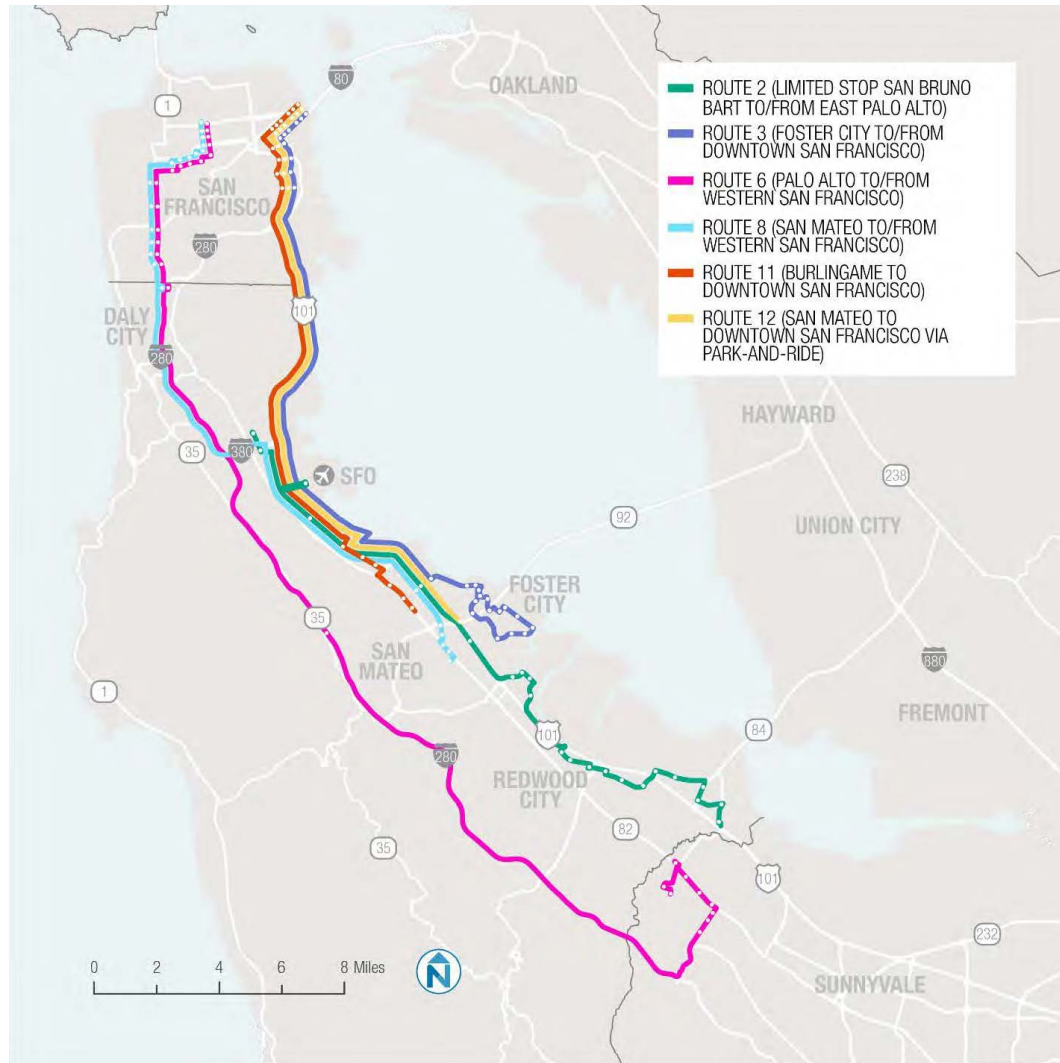 1
80
OAKLAND
SAN
FRANCISCO
280
DALY
CITY
101
280
35
380
SFO
ROUTE 2 (LIMITED STOP SAN BRUNO
BART TO/FROM EAST PALO ALTO)
ROUTE 3 (FOSTER CITY TO/FROM
DOWNTOWN SAN FRANCISCO)
ROUTE 6 (PALO ALTO TO/FROM
WESTERN SAN FRANCISCO)
ROUTE 8 (SAN MATEO TO/FROM
WESTERN SAN FRANCISCO)
ROUTE 11 (BURLINGAME TO
DOWNTOWN SAN FRANCISCO)
ROUTE 12 (SAN MATEO TO
DOWNTOWN SAN FRANCISCO VIA
PARK-AND-RIDE)
HAYWARD
238
92
UNION CITY
FOSTER
CITY
35
SAN
MATEO
1
880
FREMONT
84
101
280
REDWOOD
CITY
82
35
101
232
SUNNYVALE
0 2 4 6 8 Miles
N